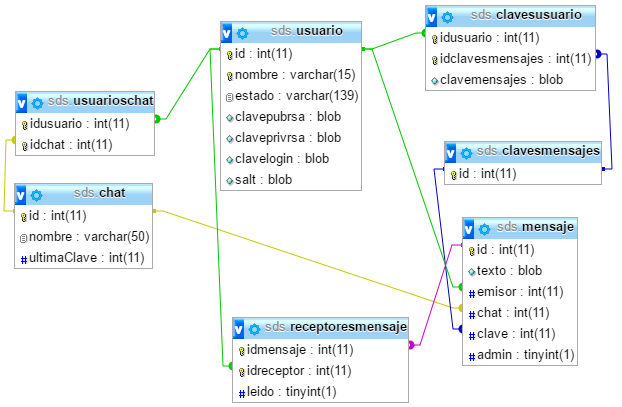 v sds.usuario
id : int(11)
nombre : varchar(15)
estado : varchar(139)
clavepubrsa : blob
claveprivrsa : blob
clavelogin : blob
salt : blob
v sds.clavesusuario
idusuario : int(11)
idclavesmensajes : int(11)
clavemensajes : blob
v sds.usuarioschat
idusuario : int(11)
idchat : int(11)
v sds.clavesmensajes
id : int(11)
v sds.chat
id : int(11)
nombre : varchar(50)
# ultimaClave : int(11)
v sds.mensaje
id : int(11)
texto : blob
# emisor : int(11)
# chat : int(11)
# clave : int(11)
# admin : tinyint(1)
v sds.receptoresmensaje
idmensaje : int(11)
idreceptor : int(11)
# leido : tinyint(1)